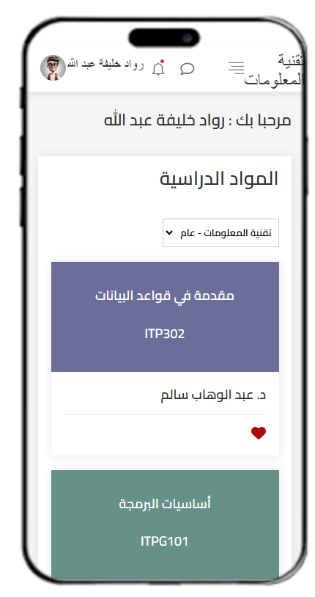 تقنية
المعلومات
رواد خليفة عبد الله
مرحبا بك : رواد خليفة عبد الله
المواد الدراسية
تقنية المعلومات - عام
مقدمة في قواعد البيانات
ITP302
د. عبد الوهاب سالم
أساسيات البرمجة
ITPG101